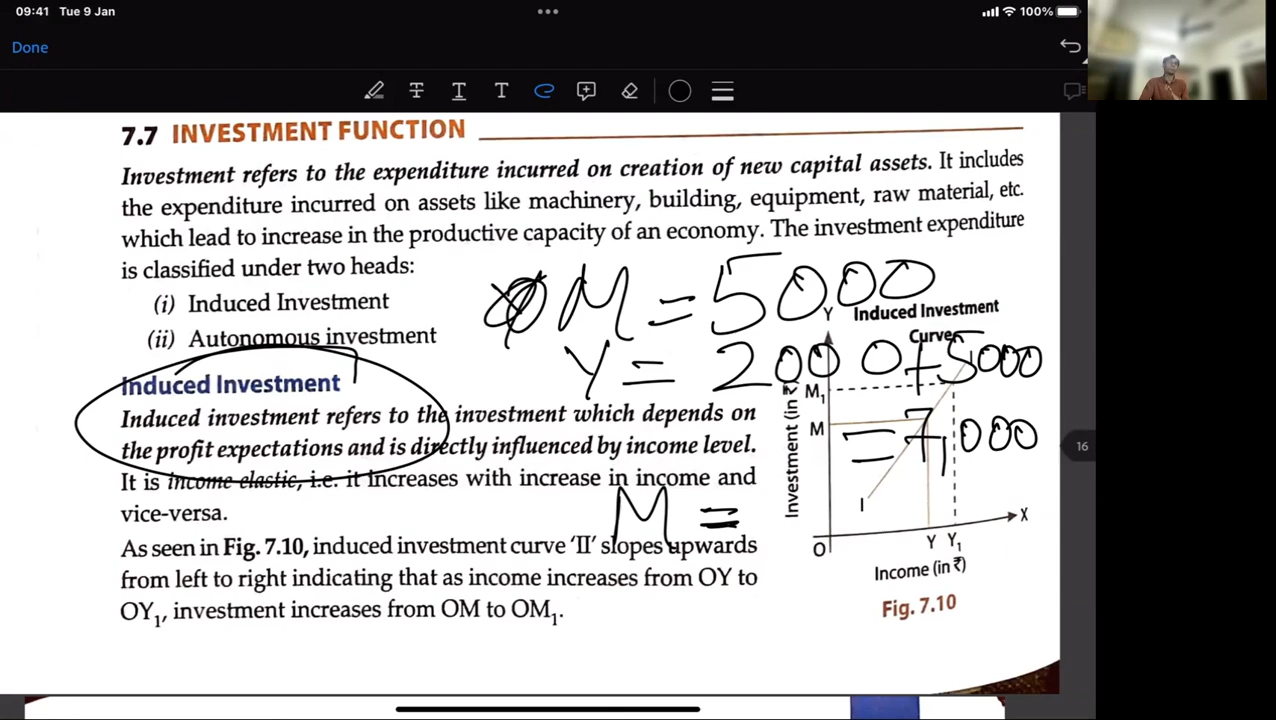 09:41 Tue 9 Jan
100%
Done
7.7 INVESTMENT FUNCTION
Investment refers to the expenditure incurred on creation of new capital assets. It includes
the expenditure incurred on assets like machinery, building, equipment, raw material, etc.
which lead to increase in the productive capacity of an economy. The investment expenditure
is classified under two heads:
(i) Induced Investment
(ii) Autonomous investment
M = 5000
Y = 2000 + 5000
= 7,000
M =
Induced Investment
Induced investment refers to the investment which depends on
the profit expectations and is directly influenced by income level.
It is income elastic, i.e. it increases with increase in income and
vice-versa.
As seen in Fig. 7.10, induced investment curve 'II' slopes upwards
from left to right indicating that as income increases from OY to
OY₁, investment increases from OM to OM₁.
Y Induced Investment
Curve
Investment (in ₹)
M₁
M
I
O
Y Y₁
X
Income (in ₹)
Fig. 7.10
16